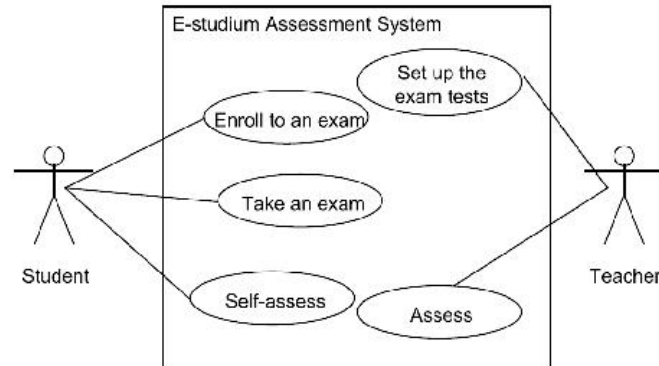 E-studium Assessment System
Set up the
exam tests
Enroll to an exam
Take an exam
Student
Teacher
Self-assess
Assess